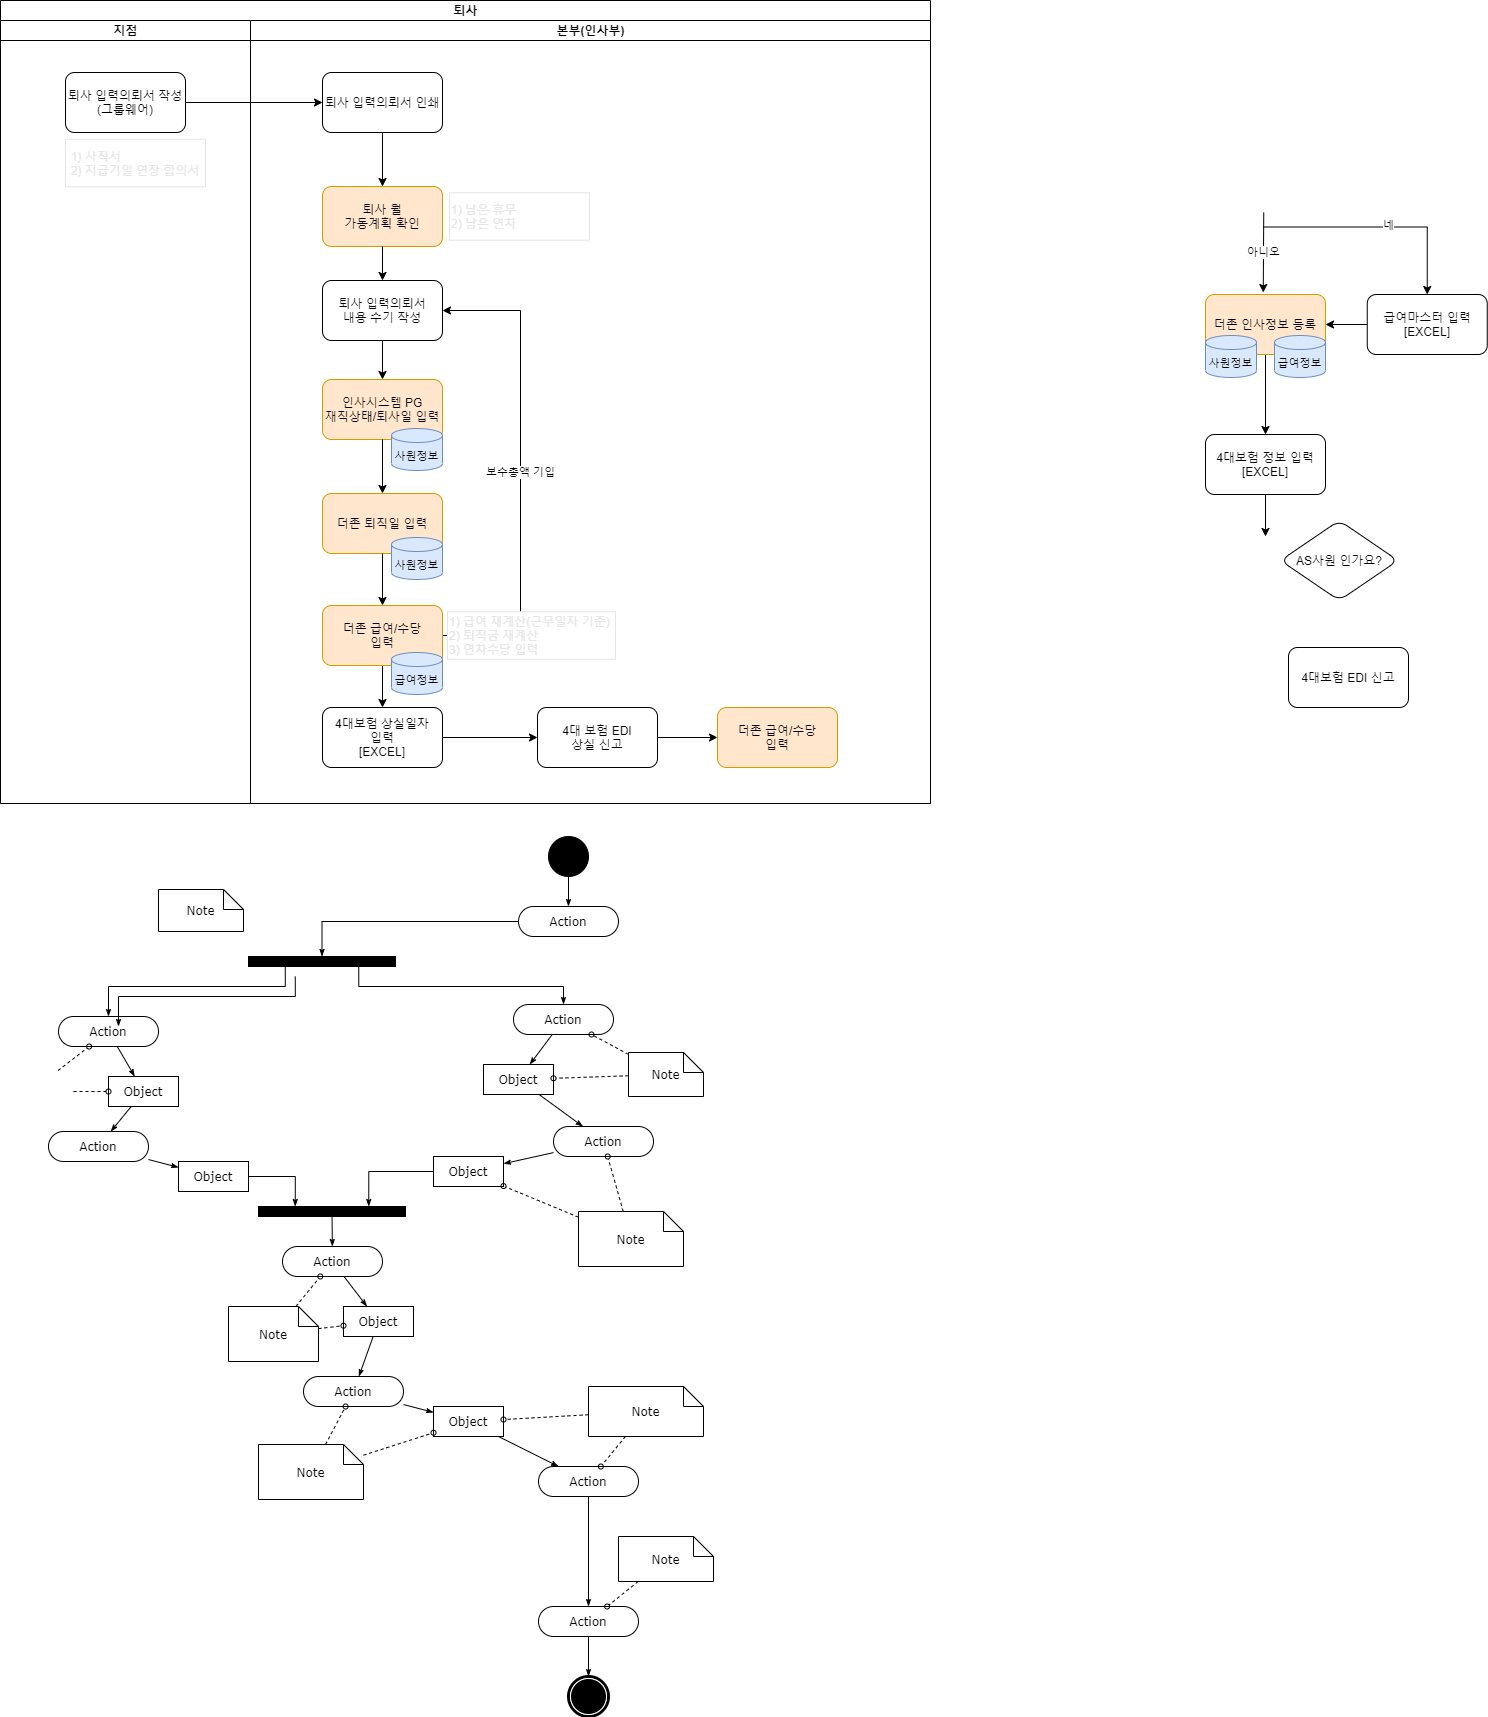 퇴사
지점
본부(인사부)
퇴사 입력의뢰서 작성
(그룹웨어)
1) 사직서
2) 지급기일 연장 합의서
퇴사 입력의뢰서 인쇄
퇴사 월
가동계획 확인
1) 남은 휴무
2) 남은 연차
퇴사 입력의뢰서
내용 수기 작성
인사시스템 PG
재직상태/퇴사일 입력
사원정보
보수총액 기입
더존 퇴직일 입력
사원정보
더존 급여/수당
입력
급여정보
1) 급여 재계산(근무일자 기준)
2) 퇴직금 재계산
3) 연차수당 입력
4대보험 상실일자
입력
[EXCEL]
4대 보험 EDI
상실 신고
더존 급여/수당
입력
네
아니오
더존 인사정보 등록
사원정보
급여정보
급여마스터 입력
[EXCEL]
4대보험 정보 입력
[EXCEL]
AS사원 인가요?
4대보험 EDI 신고
Note
Action
Action
Action
Object
Object
Note
Action
Action
Object
Object
Note
Action
Note
Object
Action
Note
Object
Note
Action
Note
Action